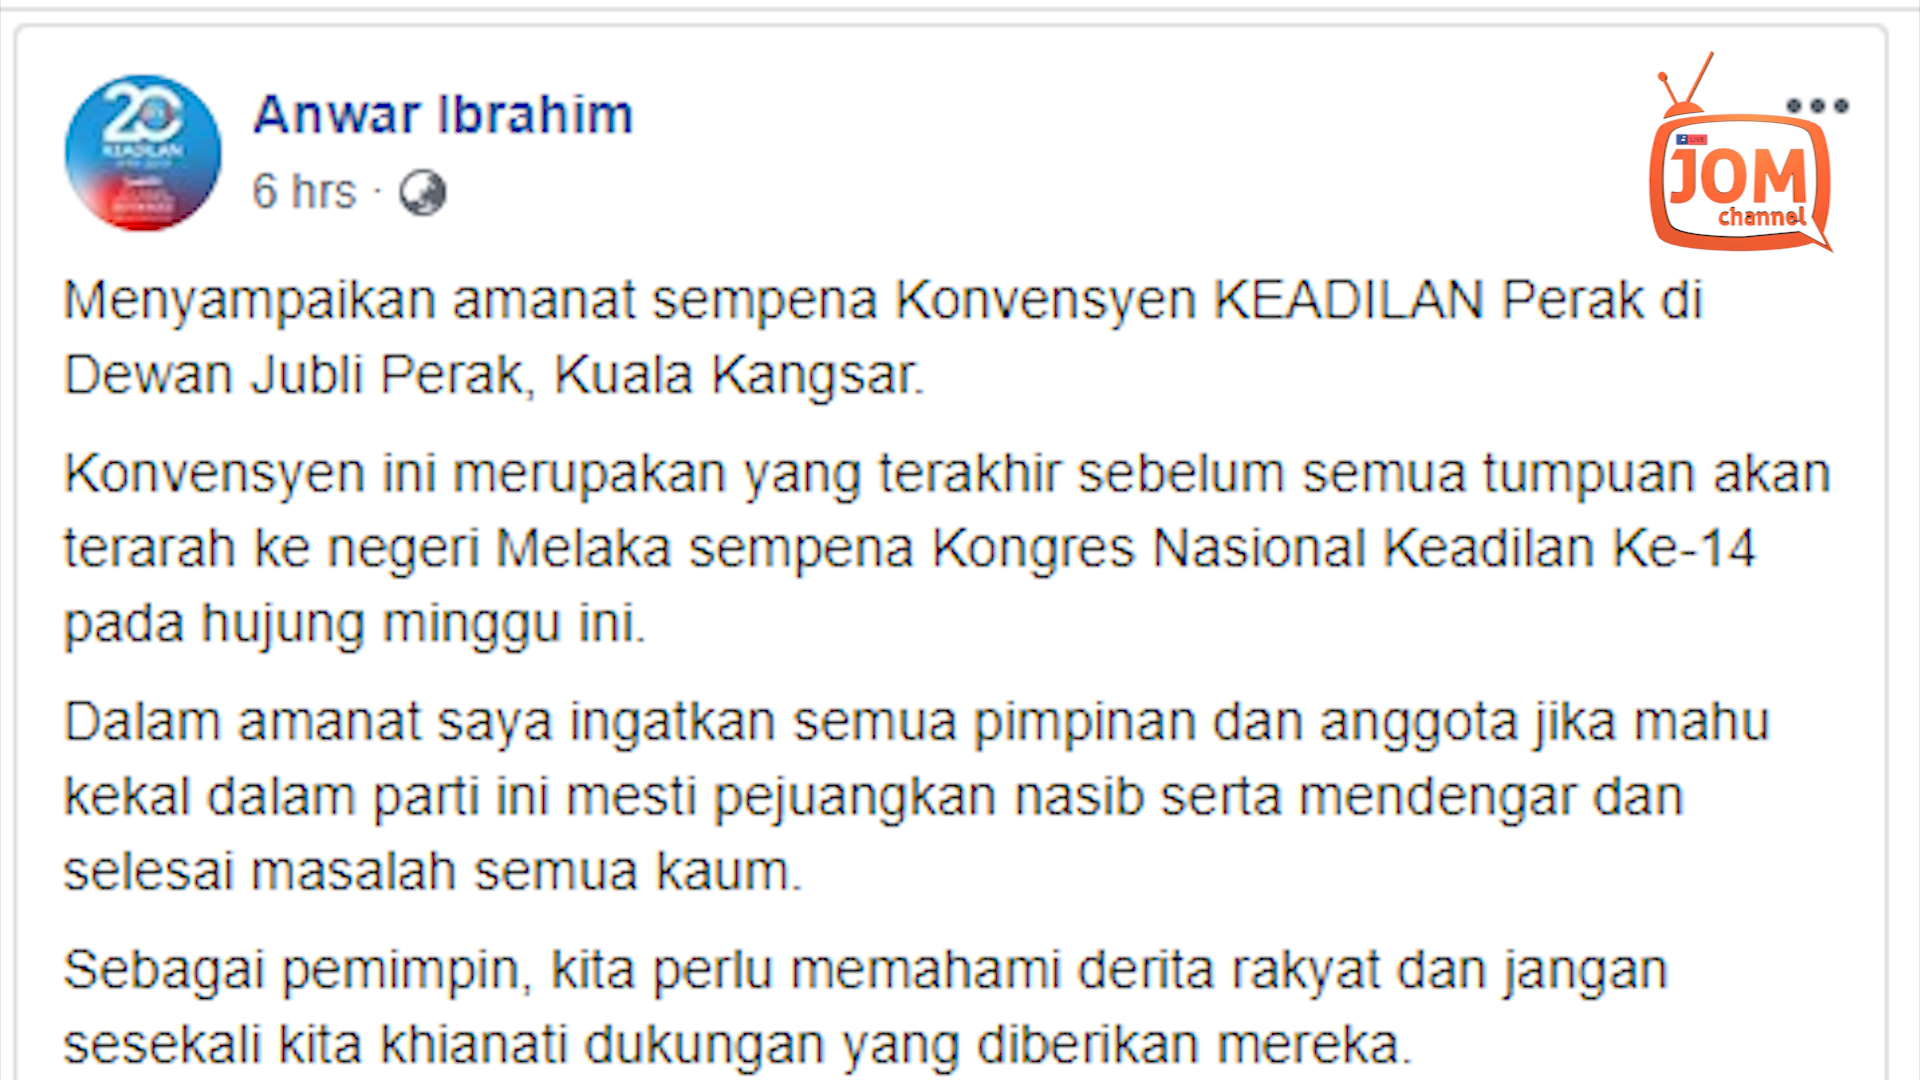 Anwar Ibrahim
6 hrs ·
20
KEADILAN
LIVE
JOM
channel
Menyampaikan amanat sempena Konvensyen KEADILAN Perak di
Dewan Jubli Perak, Kuala Kangsar.
Konvensyen ini merupakan yang terakhir sebelum semua tumpuan akan
terarah ke negeri Melaka sempena Kongres Nasional Keadilan Ke-14
pada hujung minggu ini.
Dalam amanat saya ingatkan semua pimpinan dan anggota jika mahu
kekal dalam parti ini mesti pejuangkan nasib serta mendengar dan
selesai masalah semua kaum.
Sebagai pemimpin, kita perlu memahami derita rakyat dan jangan
sesekali kita khianati dukungan yang diberikan mereka.